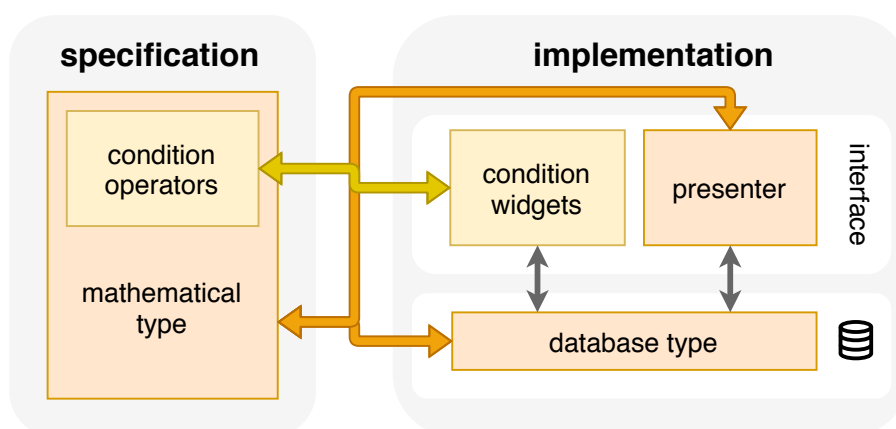 specification
implementation
condition
operators
condition
widgets
presenter
interface
mathematical
type
database type